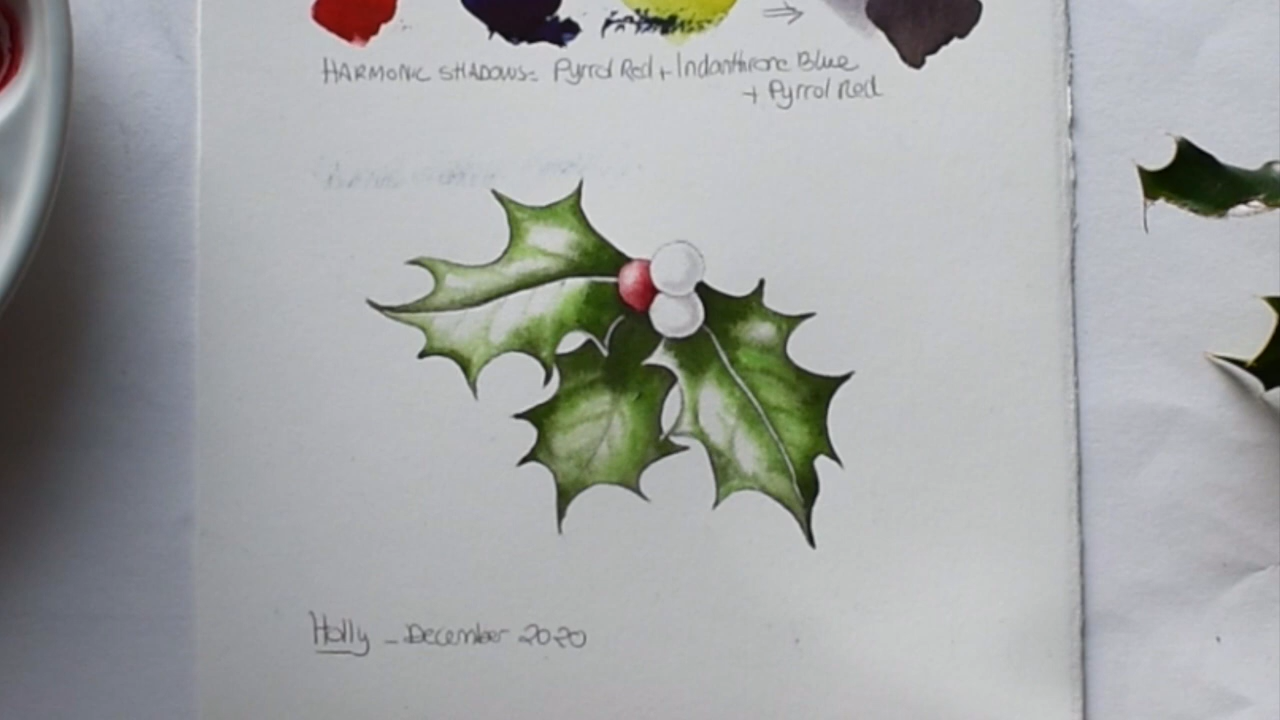 HARMONIC SHADOWS: Pyrrol Red + Indanthrone Blue
+ Pyrrol Red
Holly - December 2020